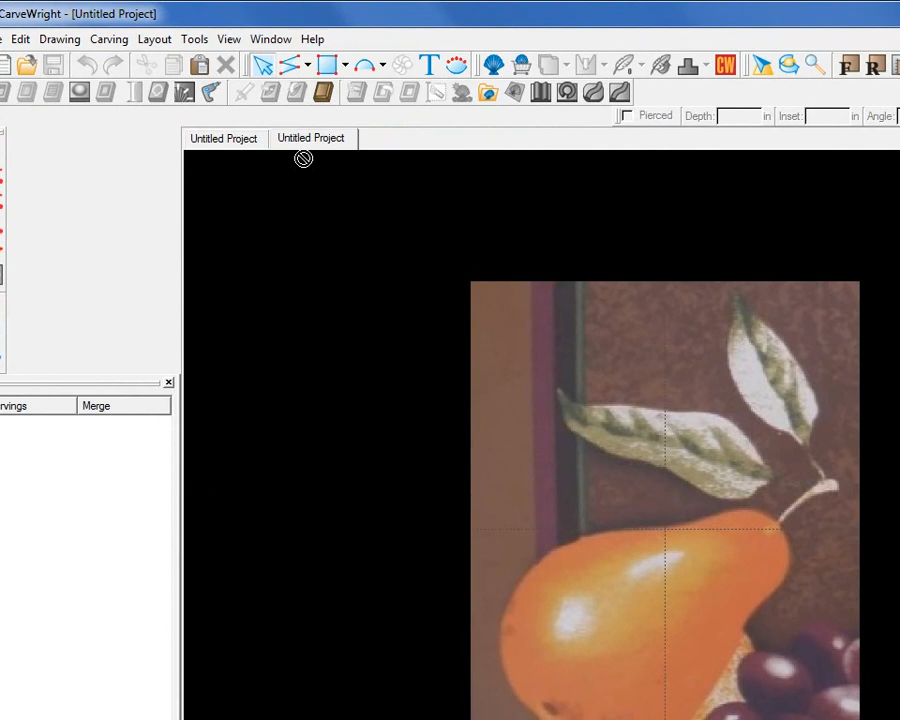 CarveWright - [Untitled Project]
Edit Drawing Carving Layout Tools View Window Help
T CW F R
Pierced Depth: in Inset: in Angle:
Untitled Project Untitled Project
rvings Merge